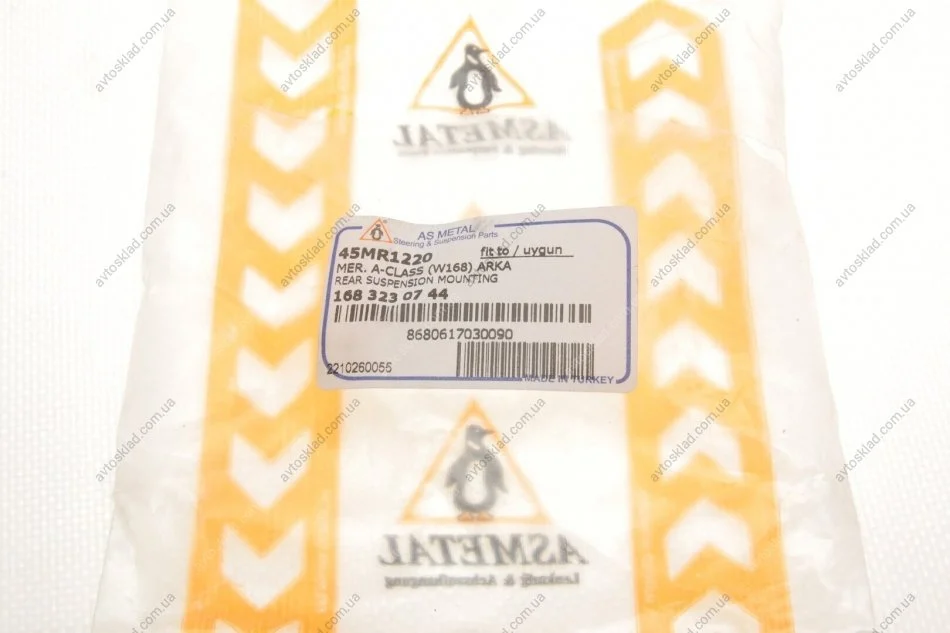 ASMETAL
AS METAL
Steering & Suspension Parts
45MR1220 fit to / uygun
MER. A-CLASS (W168) ARKA
REAR SUSPENSION MOUNTING
168 323 07 44
8680617030090
2210260055
MADE IN TURKEY
ASMETAL
Lenkung & Achsaufhangung
avtosklad.com.ua